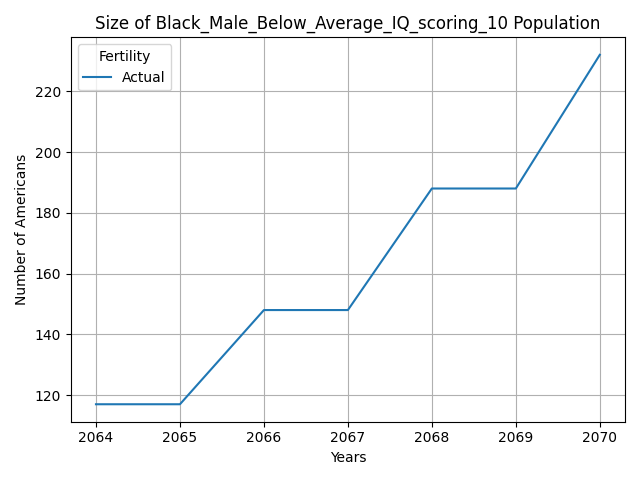 Size of Black_Male_Below_Average_IQ_scoring_10 Population
Fertility
Actual
Number of Americans
220
200
180
160
140
120
2064 2065 2066 2067 2068 2069 2070
Years